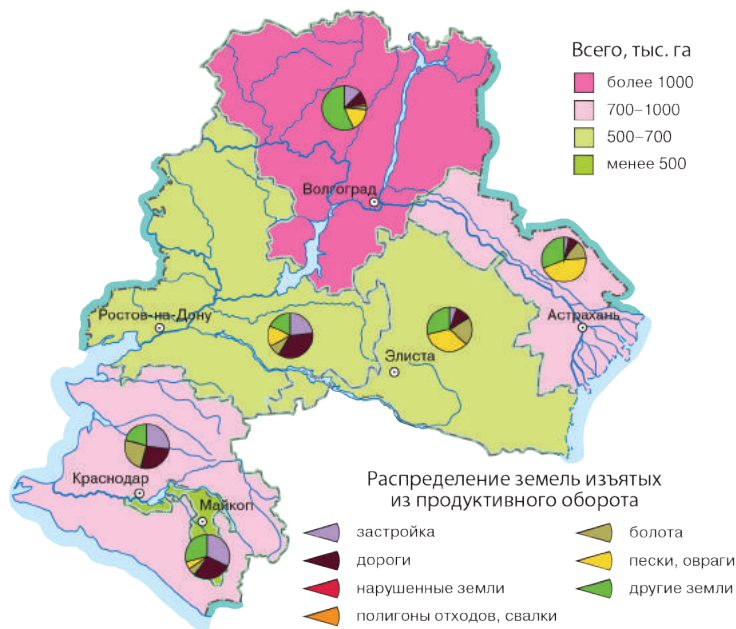 Всего, тыс. га
более 1000
700–1000
500–700
менее 500
Волгоград
Ростов-на-Дону
Астрахань
Элиста
Краснодар
Майкоп
Распределение земель изъятых
из продуктивного оборота
застройка
дороги
нарушенные земли
полигоны отходов, свалки
болота
пески, овраги
другие земли